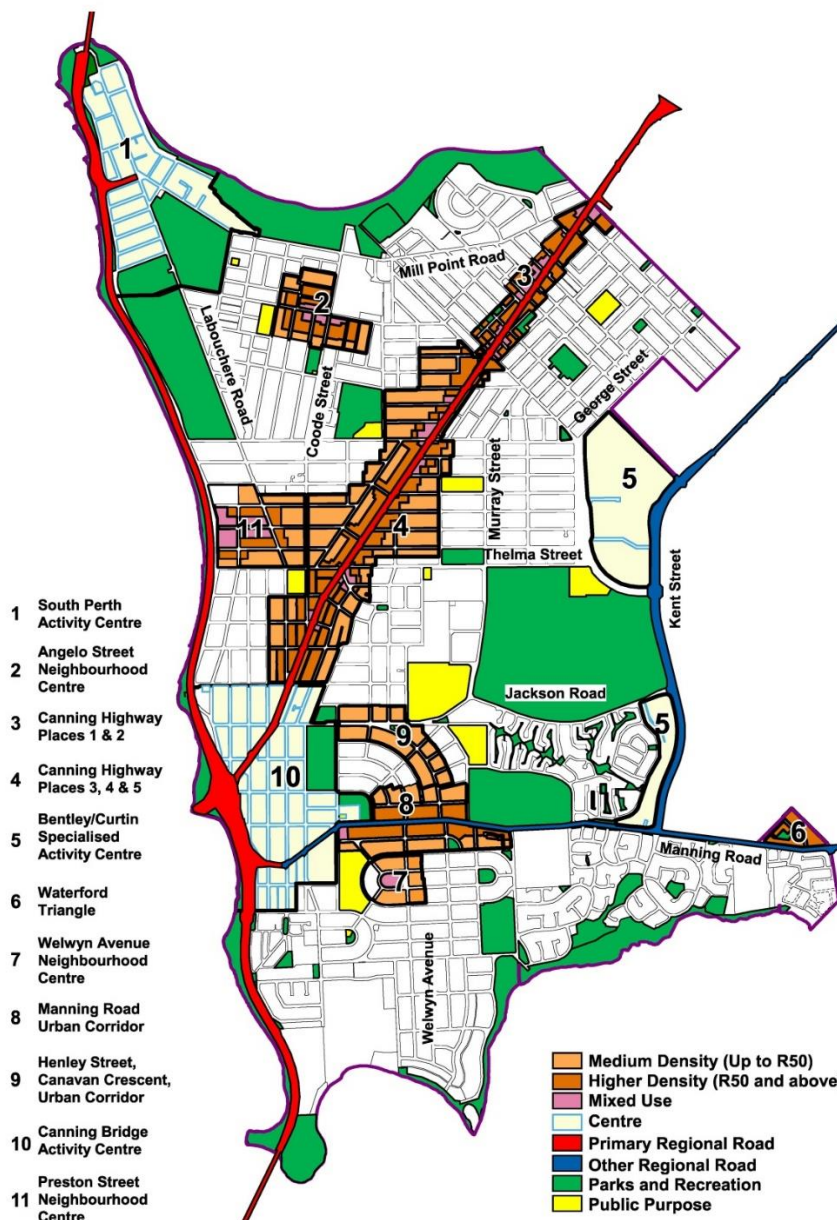 1
Mill Point Road
3
2
Labouchere Road
Coode Street
George Street
5
Murray Street
11
4
Thelma Street
Kent Street
Jackson Road
5
9
10
8
6
Manning Road
7
Welwyn Avenue
1 South Perth
Activity Centre
2 Angelo Street
Neighbourhood
Centre
3 Canning Highway
Places 1 & 2
4 Canning Highway
Places 3, 4 & 5
5 Bentley/Curtin
Specialised
Activity Centre
6 Waterford
Triangle
7 Welwyn Avenue
Neighbourhood
Centre
8 Manning Road
Urban Corridor
9 Henley Street,
Canavan Crescent,
Urban Corridor
10 Canning Bridge
Activity Centre
11 Preston Street
Neighbourhood
Centre
Medium Density (Up to R50)
Higher Density (R50 and above
Mixed Use
Centre
Primary Regional Road
Other Regional Road
Parks and Recreation
Public Purpose